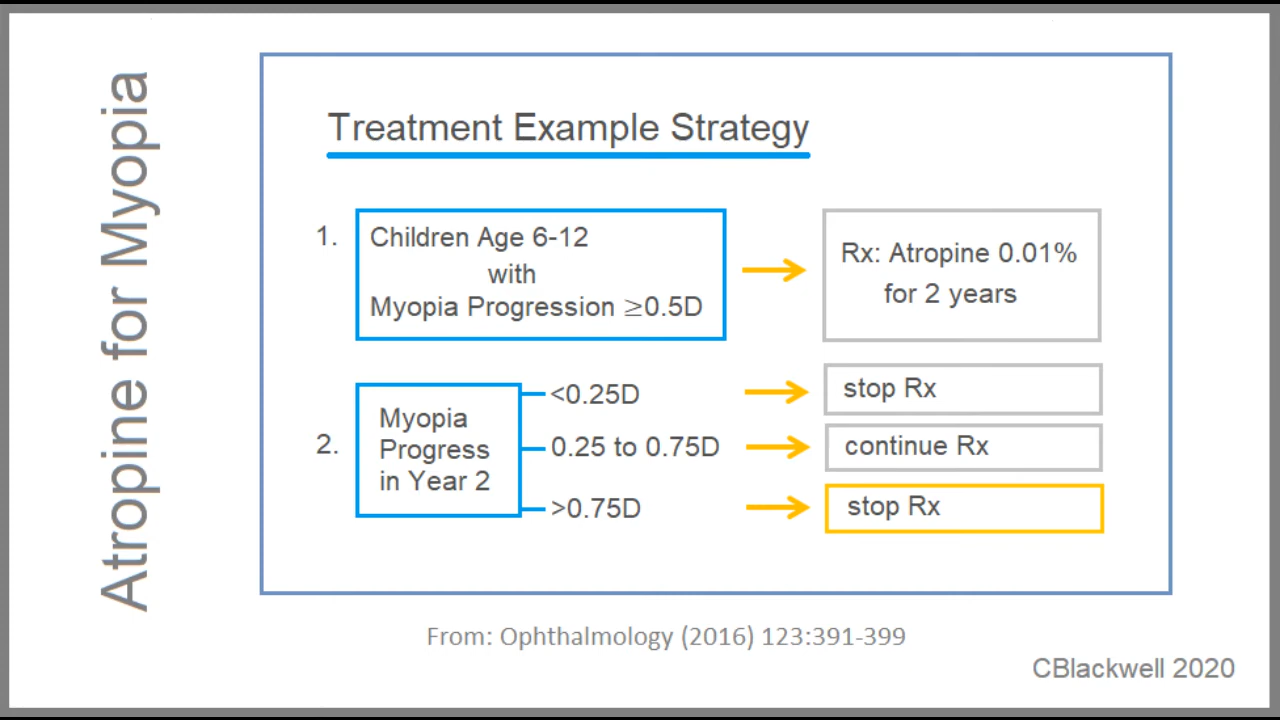 Atropine for Myopia
Treatment Example Strategy
1.
Children Age 6-12
with
Myopia Progression ≥0.5D
Rx: Atropine 0.01%
for 2 years
2.
Myopia
Progress
in Year 2
<0.25D
stop Rx
0.25 to 0.75D
continue Rx
>0.75D
stop Rx
From: Ophthalmology (2016) 123:391-399
CBlackwell 2020